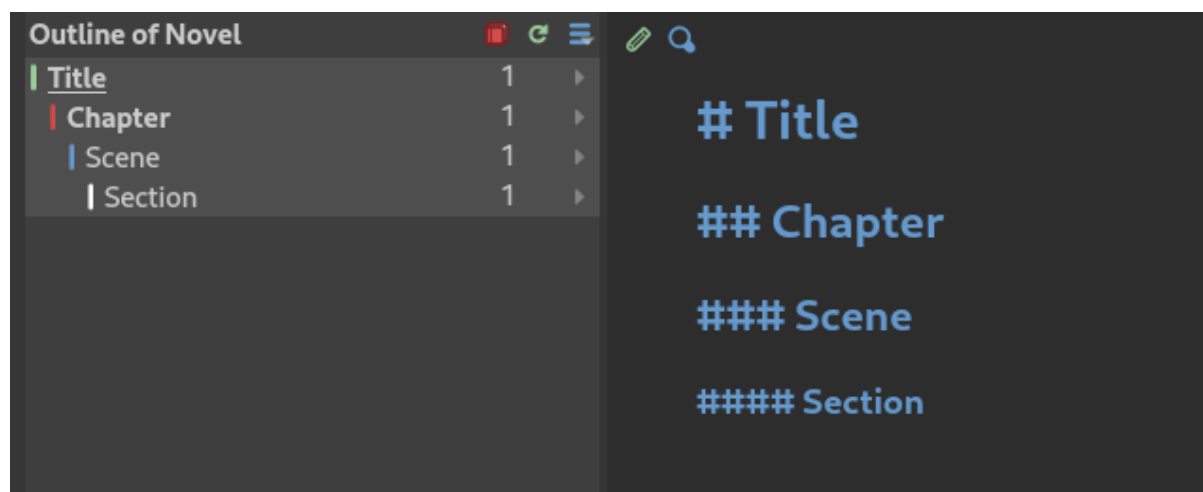 Outline of Novel
Title 1
Chapter 1
Scene 1
Section 1
# Title
## Chapter
### Scene
#### Section